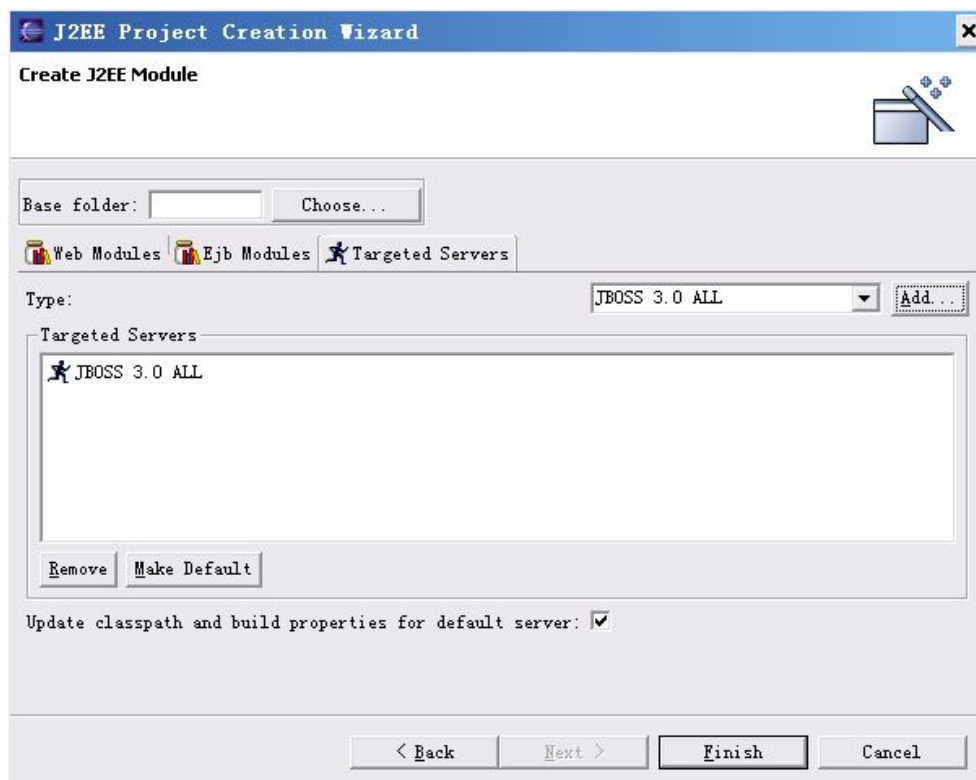 J2EE Project Creation Wizard
Create J2EE Module
Base folder: Choose...
Web Modules Ejb Modules Targeted Servers
Type: JBOSS 3.0 ALL Add...
Targeted Servers
JBOSS 3.0 ALL
Remove Make Default
Update classpath and build properties for default server:
< Back Next > Finish Cancel